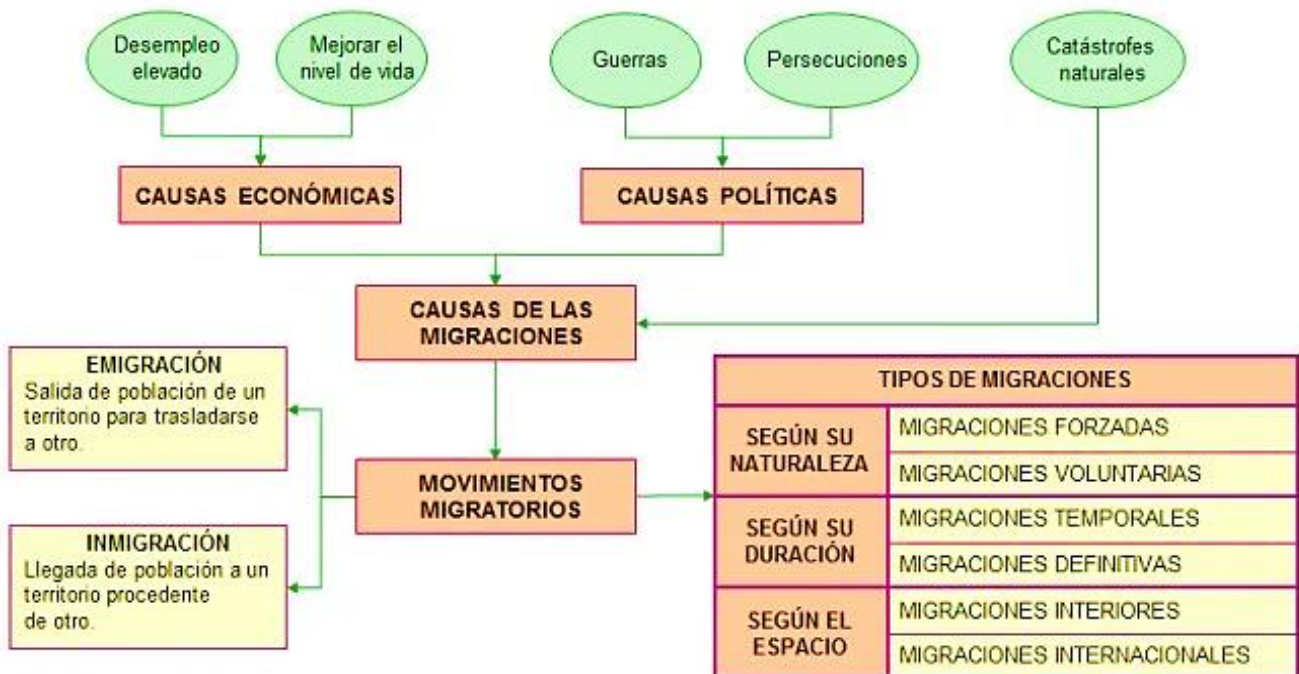 Desempleo
elevado
Mejorar el
nivel de vida
Guerras
Persecuciones
Catástrofes
naturales
CAUSAS ECONÓMICAS
CAUSAS POLÍTICAS
CAUSAS DE LAS
MIGRACIONES
EMIGRACIÓN
Salida de población de un
territorio para trasladarse
a otro.
MOVIMIENTOS
MIGRATORIOS
INMIGRACIÓN
Llegada de población a un
territorio procedente
de otro.
TIPOS DE MIGRACIONES
SEGÚN SU
NATURALEZA
MIGRACIONES FORZADAS
MIGRACIONES VOLUNTARIAS
SEGÚN SU
DURACIÓN
MIGRACIONES TEMPORALES
MIGRACIONES DEFINITIVAS
SEGÚN EL
ESPACIO
MIGRACIONES INTERIORES
MIGRACIONES INTERNACIONALES